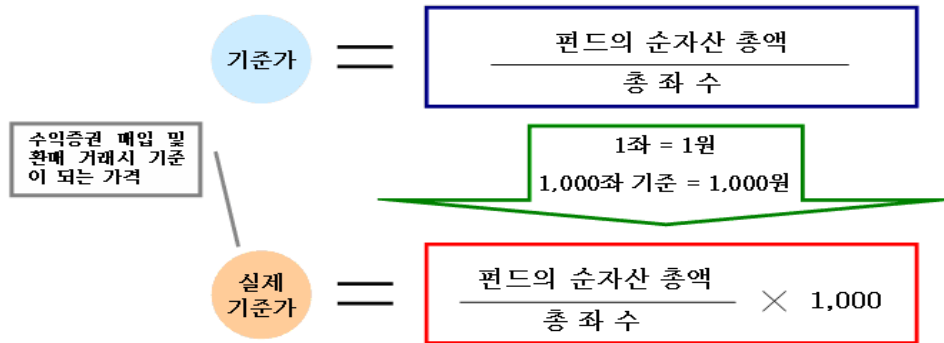 기준가
펀드의 순자산 총액
총 좌 수
수익증권 매입 및
환매 거래시 기준
이 되는 가격
1좌 = 1원
1,000좌 기준 = 1,000원
실제
기준가
펀드의 순자산 총액
총 좌 수
× 1,000